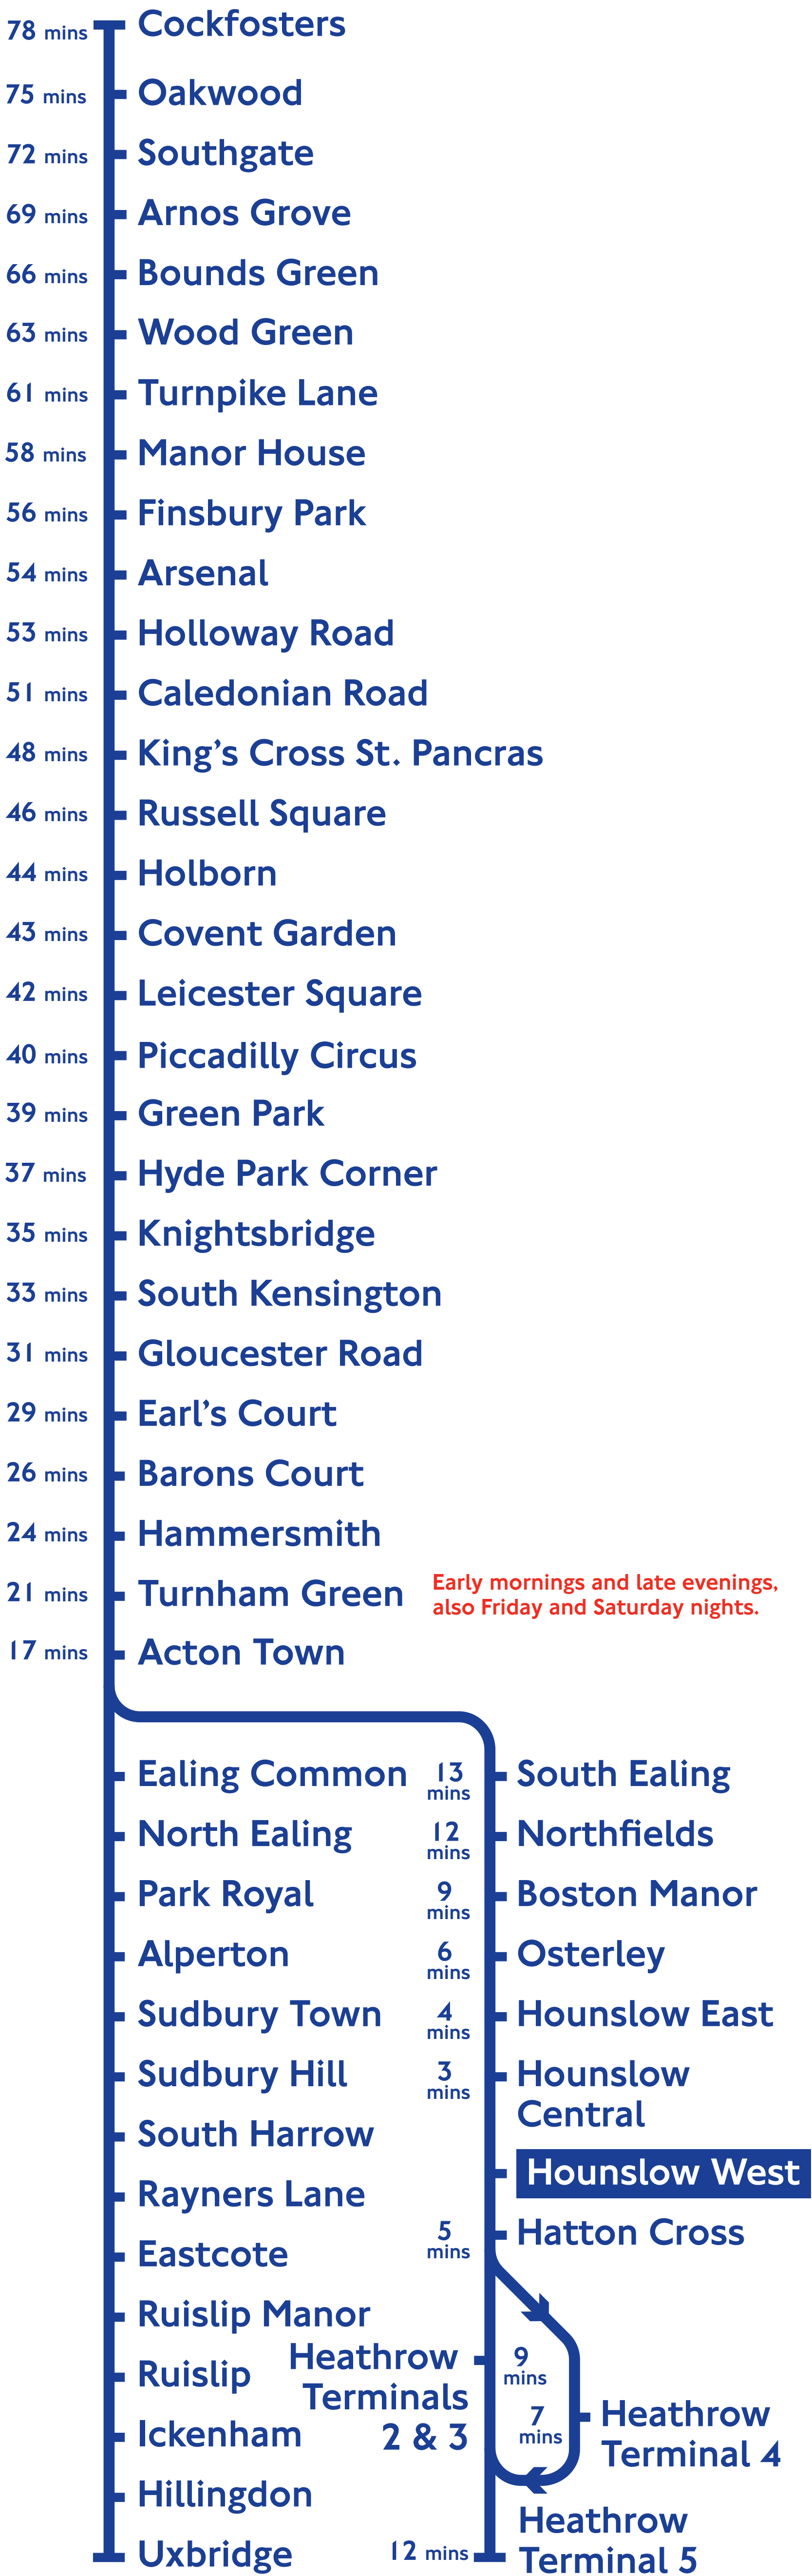 78 mins Cockfosters
75 mins Oakwood
72 mins Southgate
69 mins Arnos Grove
66 mins Bounds Green
63 mins Wood Green
61 mins Turnpike Lane
58 mins Manor House
56 mins Finsbury Park
54 mins Arsenal
53 mins Holloway Road
51 mins Caledonian Road
48 mins King's Cross St. Pancras
46 mins Russell Square
44 mins Holborn
43 mins Covent Garden
42 mins Leicester Square
40 mins Piccadilly Circus
39 mins Green Park
37 mins Hyde Park Corner
35 mins Knightsbridge
33 mins South Kensington
31 mins Gloucester Road
29 mins Earl's Court
26 mins Barons Court
24 mins Hammersmith
21 mins Turnham Green
Early mornings and late evenings,
also Friday and Saturday nights.
17 mins Acton Town
Ealing Common
North Ealing
Park Royal
Alperton
Sudbury Town
Sudbury Hill
South Harrow
Rayners Lane
Eastcote
Ruislip Manor
Ruislip
Ickenham
Hillingdon
Uxbridge
13
mins
South Ealing
12
mins
Northfields
9
mins
Boston Manor
6
mins
Osterley
4
mins
Hounslow East
3
mins
Hounslow
Central
Hounslow West
5
mins
Hatton Cross
Heathrow
Terminals
2 & 3
9
mins
7
mins
Heathrow
Terminal 4
12 mins
Heathrow
Terminal 5